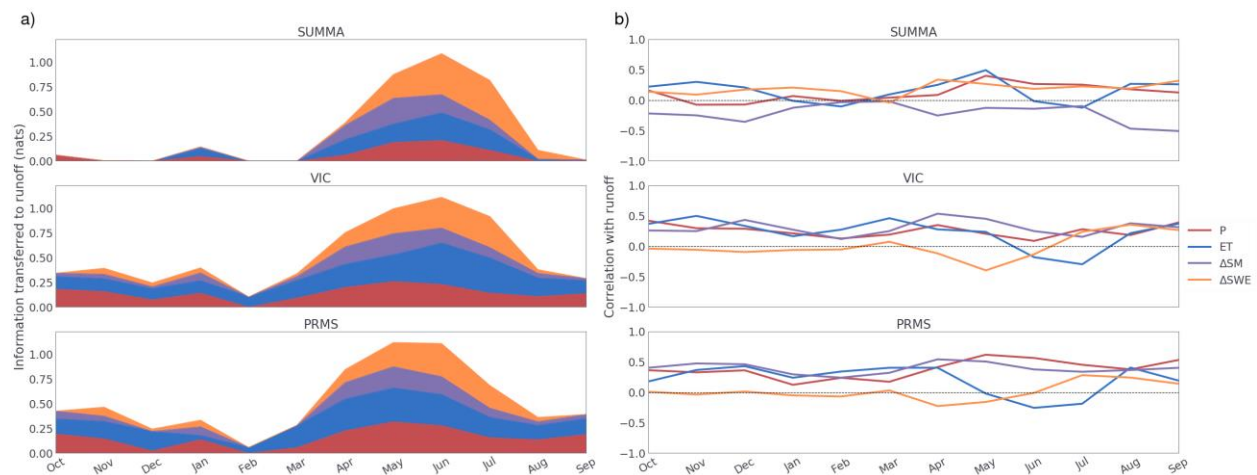 a)
SUMMA
1.00
0.75
0.50
0.25
0.00
VIC
1.00
0.75
0.50
0.25
0.00
PRMS
1.00
0.75
0.50
0.25
0.00
Information transferred to runoff (nats)
Oct Nov Dec Jan Feb Mar Apr May Jun Jul Aug Sep
b)
SUMMA
1.0
0.5
0.0
−0.5
−1.0
VIC
1.0
0.5
0.0
−0.5
−1.0
PRMS
1.0
0.5
0.0
−0.5
−1.0
Correlation with runoff
Oct Nov Dec Jan Feb Mar Apr May Jun Jul Aug Sep
P
ET
ΔSM
ΔSWE